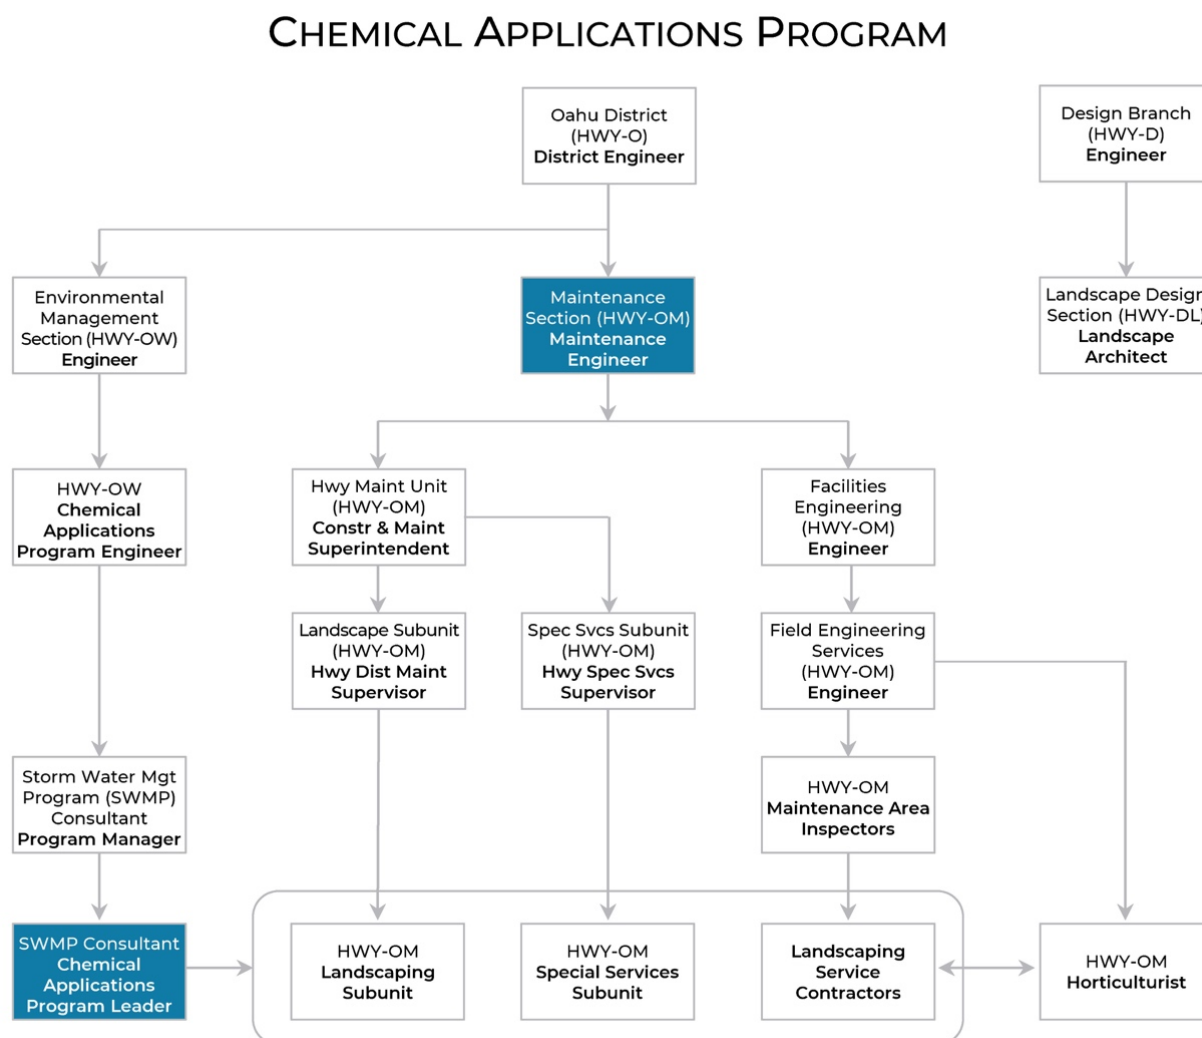 CHEMICAL APPLICATIONS PROGRAM
Oahu District
(HWY-O)
District Engineer
Design Branch
(HWY-D)
Engineer
Environmental
Management
Section (HWY-OW)
Engineer
Maintenance
Section (HWY-OM)
Maintenance
Engineer
Landscape Design
Section (HWY-DL)
Landscape
Architect
HWY-OW
Chemical
Applications
Program Engineer
Hwy Maint Unit
(HWY-OM)
Constr & Maint
Superintendent
Facilities
Engineering
(HWY-OM)
Engineer
Landscape Subunit
(HWY-OM)
Hwy Dist Maint
Supervisor
Spec Svcs Subunit
(HWY-OM)
Hwy Spec Svcs
Supervisor
Field Engineering
Services
(HWY-OM)
Engineer
Storm Water Mgt
Program (SWMP)
Consultant
Program Manager
HWY-OM
Maintenance Area
Inspectors
SWMP Consultant
Chemical
Applications
Program Leader
HWY-OM
Landscaping
Subunit
HWY-OM
Special Services
Subunit
Landscaping
Service
Contractors
HWY-OM
Horticulturist